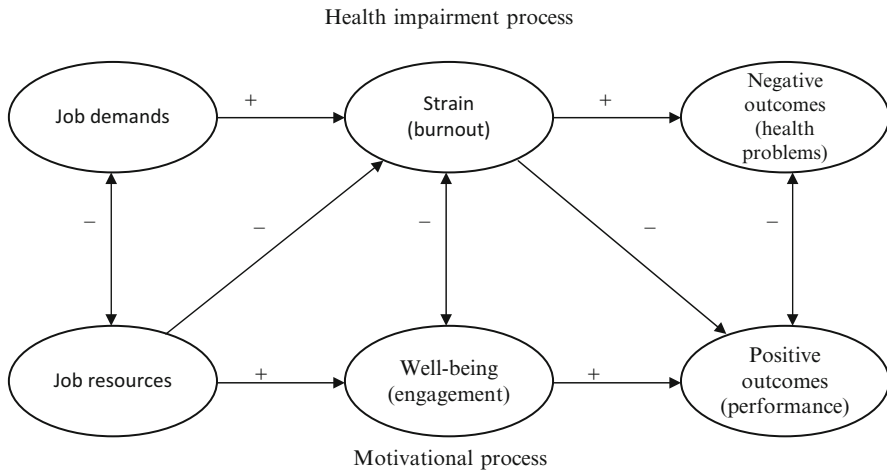 Health impairment process
Job demands
+
Strain
(burnout)
+
Negative
outcomes
(health
problems)
–
–
–
–
–
Job resources
+
Well-being
(engagement)
+
Positive
outcomes
(performance)
Motivational process